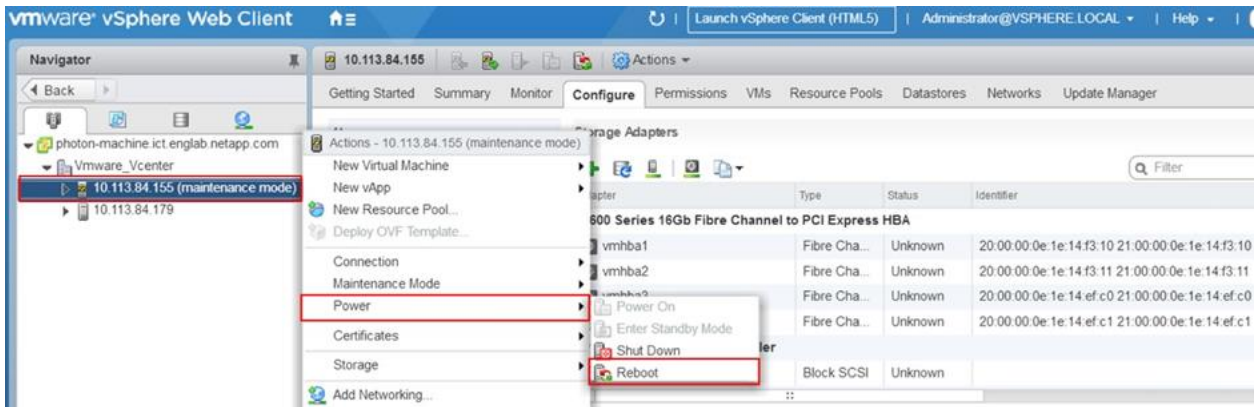 vmware® vSphere Web Client
Launch vSphere Client (HTML5)
Administrator@VSPHERE.LOCAL
Help
Navigator
Back
photon-machine.ict.englab.netapp.com
Vmware_Vcenter
10.113.84.155 (maintenance mode)
10.113.84.179
10.113.84.155
Actions
Getting Started Summary Monitor Configure Permissions VMs Resource Pools Datastores Networks Update Manager
Actions - 10.113.84.155 (maintenance mode)
New Virtual Machine
New vApp
New Resource Pool...
Deploy OVF Template...
Connection
Maintenance Mode
Power
Certificates
Storage
Add Networking...
Power On
Enter Standby Mode
Shut Down
Reboot
orage Adapters
Filter
apter Type Status Identifier
600 Series 16Gb Fibre Channel to PCI Express HBA
vmhba1 Fibre Cha... Unknown 20:00:00:0e:1e:14:f3:10 21:00:00:0e:1e:14:f3:10
vmhba2 Fibre Cha... Unknown 20:00:00:0e:1e:14:f3:11 21:00:00:0e:1e:14:f3:11
Fibre Cha... Unknown 20:00:00:0e:1e:14:ef:c0 21:00:00:0e:1e:14:ef:c0
Fibre Cha... Unknown 20:00:00:0e:1e:14:ef:c1 21:00:00:0e:1e:14:ef:c1
ler
Block SCSI Unknown